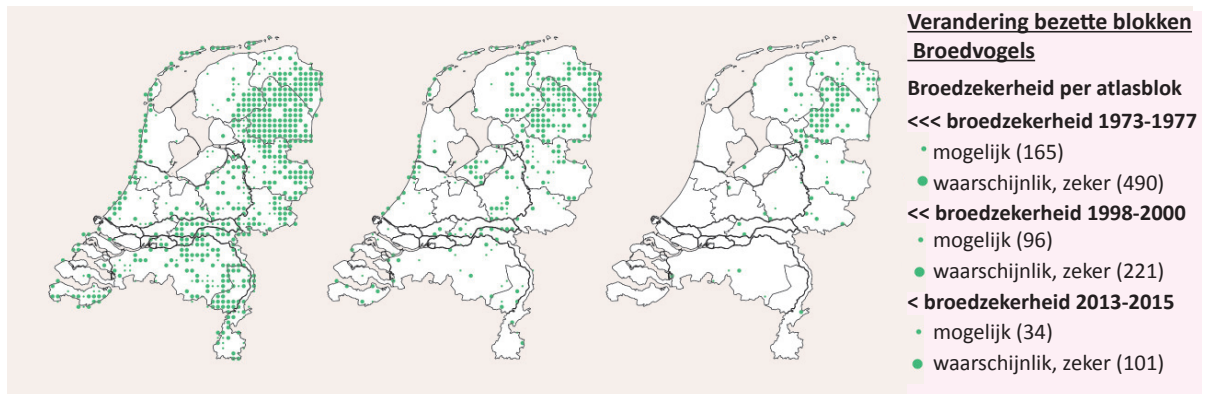 Verandering bezette blokken
Broedvogels
Broedzekerheid per atlasblok
<<< broedzekerheid 1973-1977
mogelijk (165)
waarschijnlik, zeker (490)
<< broedzekerheid 1998-2000
mogelijk (96)
waarschijnlik, zeker (221)
< broedzekerheid 2013-2015
mogelijk (34)
waarschijnlik, zeker (101)